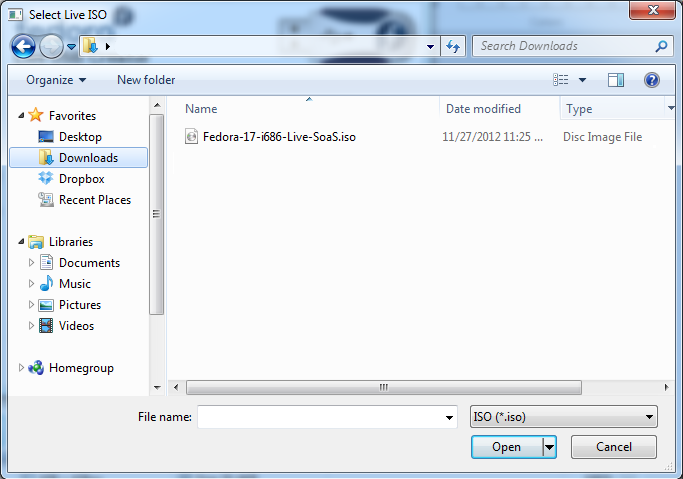 Select Live ISO
Search Downloads
Organize
New folder
Name
Date modified
Type
Favorites
Desktop
Downloads
Dropbox
Recent Places
Libraries
Documents
Music
Pictures
Videos
Homegroup
Fedora-17-i686-Live-SoaS.iso
11/27/2012 11:25 ...
Disc Image File
File name:
ISO (*.iso)
Open
Cancel